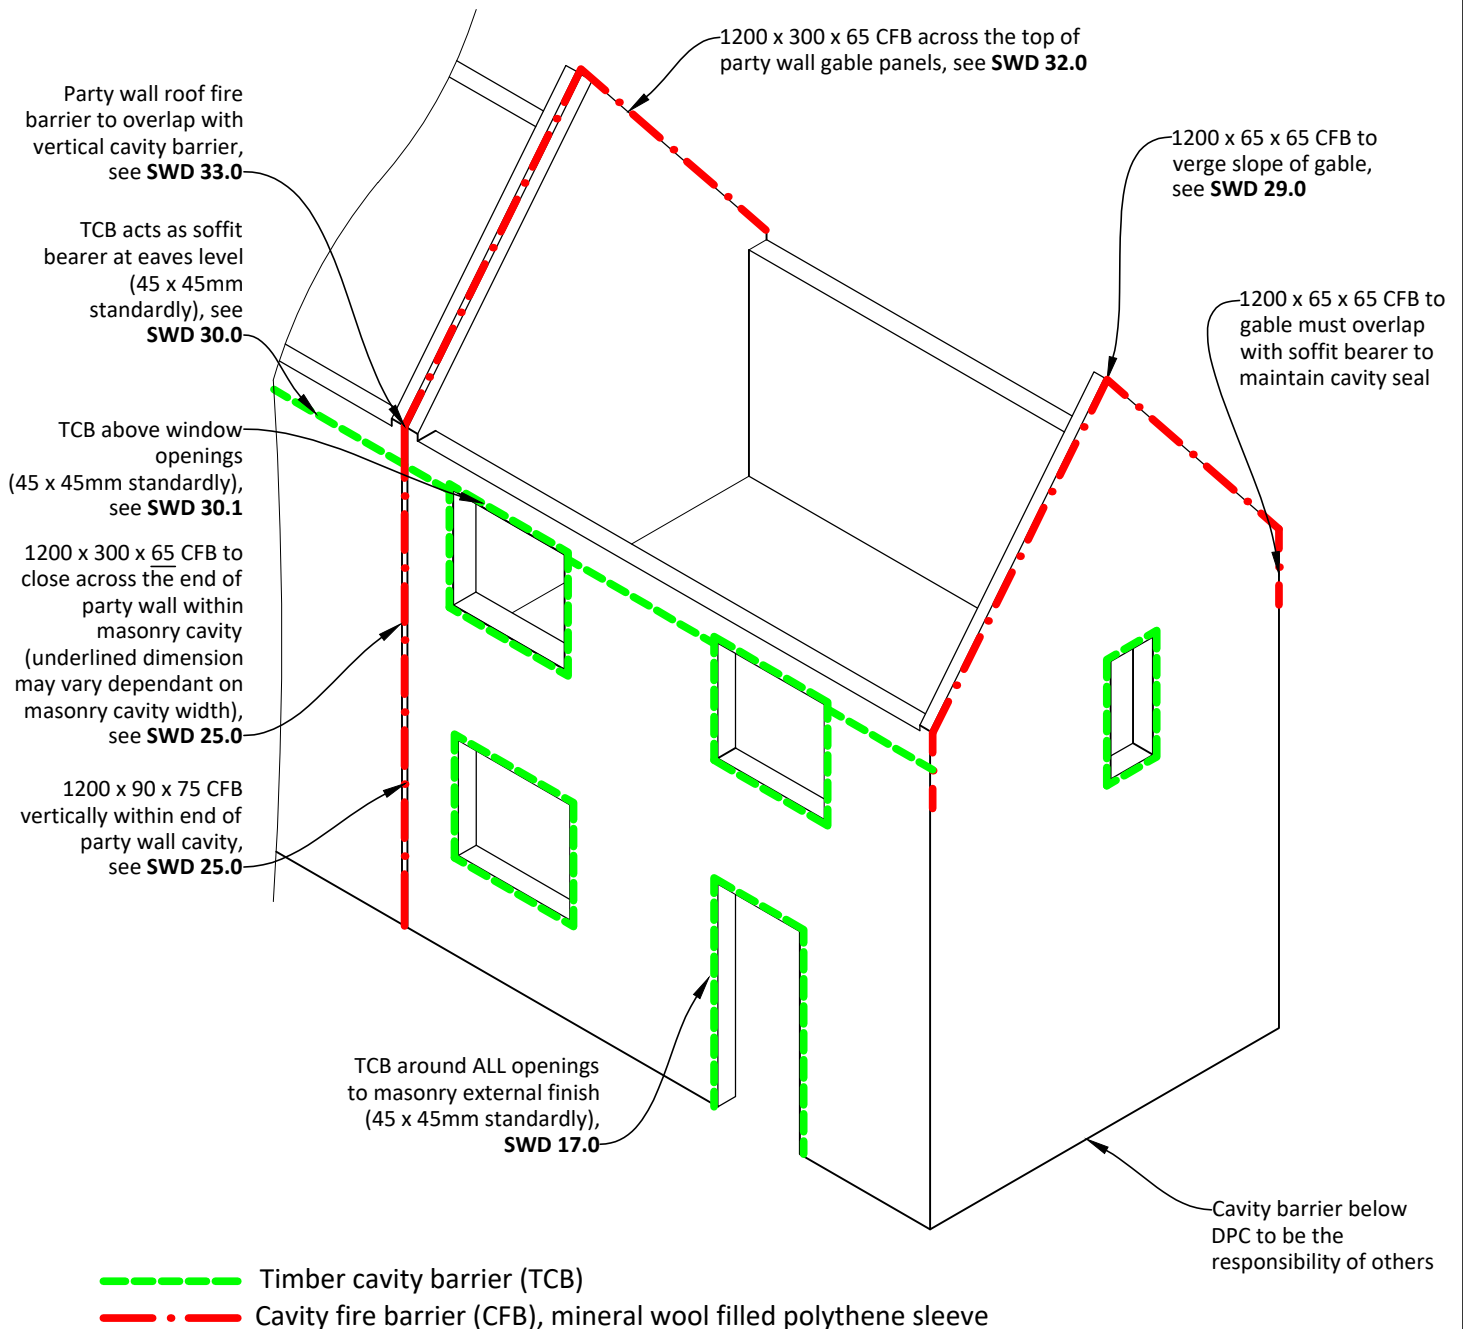 1200 x 300 x 65 CFB across the top of
party wall gable panels, see SWD 32.0
Party wall roof fire
barrier to overlap with
vertical cavity barrier,
see SWD 33.0
1200 x 65 x 65 CFB to
verge slope of gable,
see SWD 29.0
TCB acts as soffit
bearer at eaves level
(45 x 45mm
standardly), see
SWD 30.0
1200 x 65 x 65 CFB to
gable must overlap
with soffit bearer to
maintain cavity seal
TCB above window
openings
(45 x 45mm standardly),
see SWD 30.1
1200 x 300 x 65 CFB to
close across the end of
party wall within
masonry cavity
(underlined dimension
may vary dependant on
masonry cavity width),
see SWD 25.0
1200 x 90 x 75 CFB
vertically within end of
party wall cavity,
see SWD 25.0
TCB around ALL openings
to masonry external finish
(45 x 45mm standardly),
SWD 17.0
Cavity barrier below
DPC to be the
responsibility of others
Timber cavity barrier (TCB)
Cavity fire barrier (CFB), mineral wool filled polythene sleeve